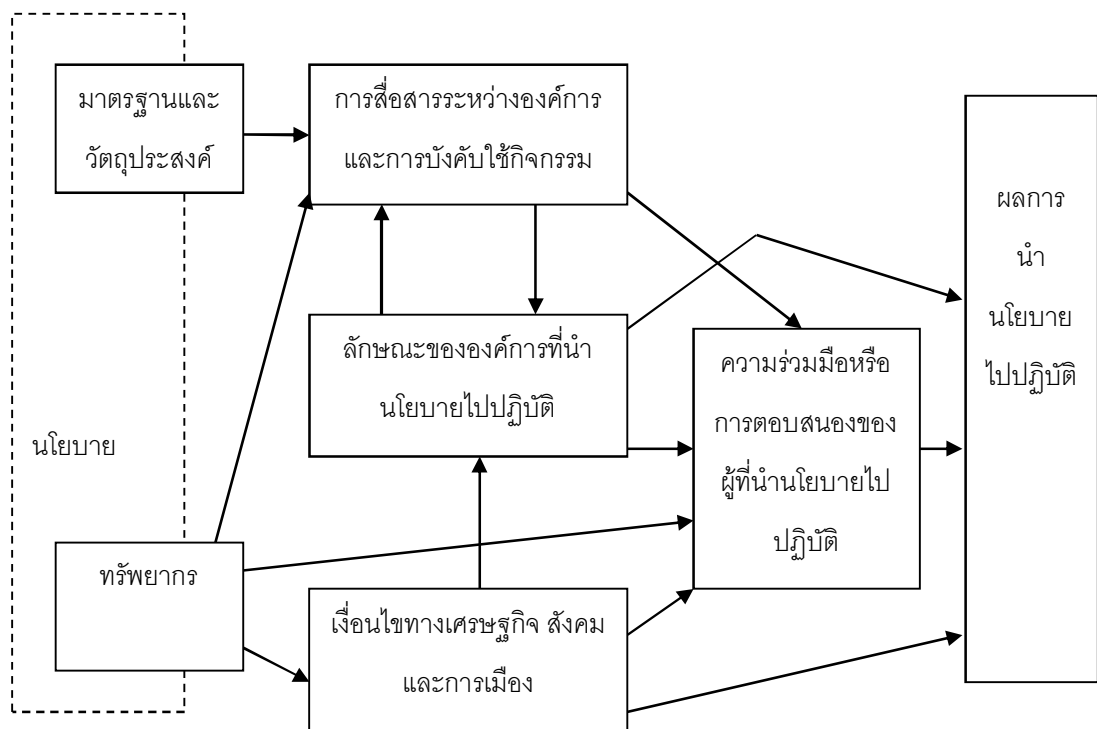 มาตรฐานและ
วัตถุประสงค์
การสื่อสารระหว่างองค์การ
และการบังคับใช้กิจกรรม
ผลการ
นำ
นโยบาย
ไปปฏิบัติ
ลักษณะขององค์การที่นำ
นโยบายไปปฏิบัติ
ความร่วมมือหรือ
การตอบสนองของ
ผู้ที่นำนโยบายไป
ปฏิบัติ
นโยบาย
ทรัพยากร
เงื่อนไขทางเศรษฐกิจ สังคม
และการเมือง